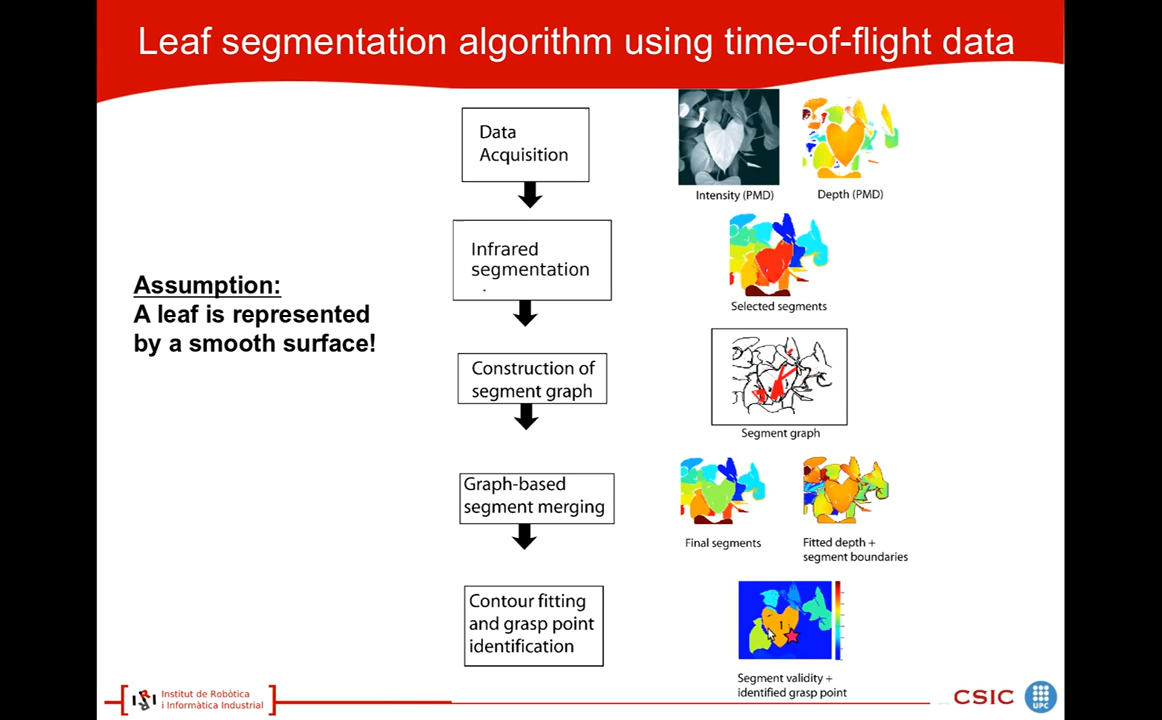 Leaf segmentation algorithm using time-of-flight data
Data
Acquisition
Intensity (PMD)
Depth (PMD)
Infrared
segmentation
Selected segments
Assumption:
A leaf is represented
by a smooth surface!
Construction of
segment graph
Segment graph
Graph-based
segment merging
Final segments
Fitted depth +
segment boundaries
Contour fitting
and grasp point
identification
1
Segment validity +
identified grasp point
IRI
Institut de Robòtica
i Informàtica Industrial
CSIC
UPC